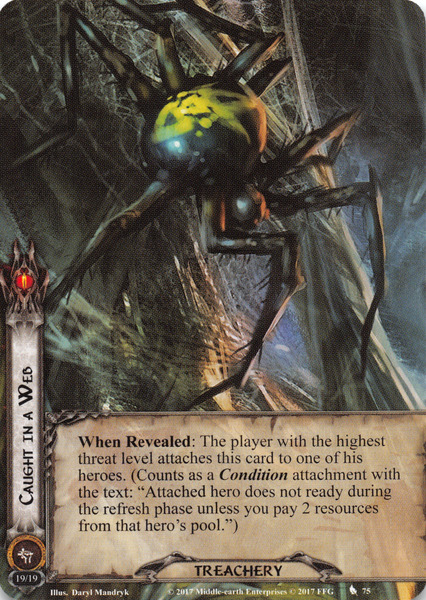 CAUGHT IN A WEB
When Revealed: The player with the highest
threat level attaches this card to one of his
heroes. (Counts as a Condition attachment with
the text: “Attached hero does not ready during
the refresh phase unless you pay 2 resources
from that hero’s pool.”)
19/19
TREACHERY
Illus. Daryl Mandryk
© 2017 Middle-earth Enterprises © 2017 FFG
75